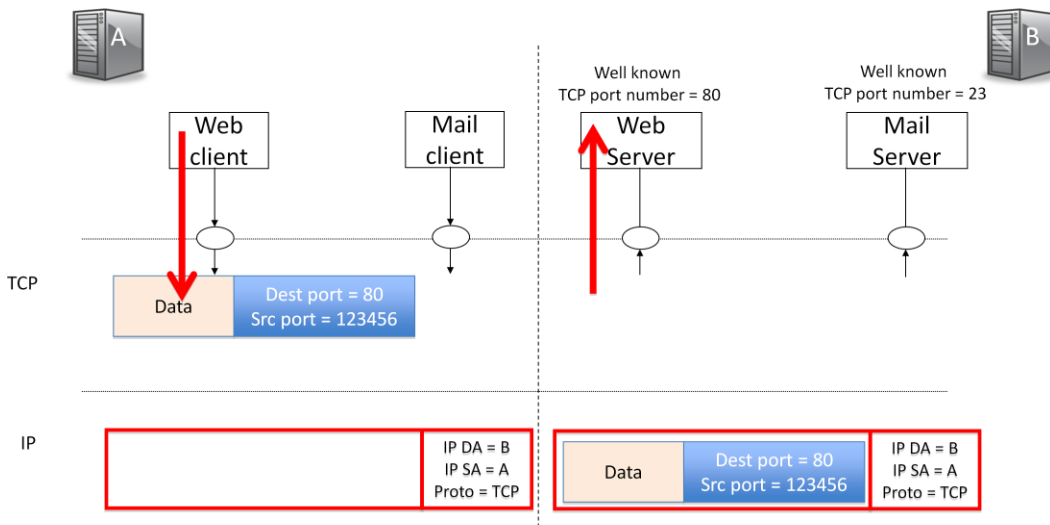 A
B
Well known
TCP port number = 80
Well known
TCP port number = 23
Web
client
Mail
client
Web
Server
Mail
Server
TCP
Data
Dest port = 80
Src port = 123456
IP
IP DA = B
IP SA = A
Proto = TCP
Data
Dest port = 80
Src port = 123456
IP DA = B
IP SA = A
Proto = TCP